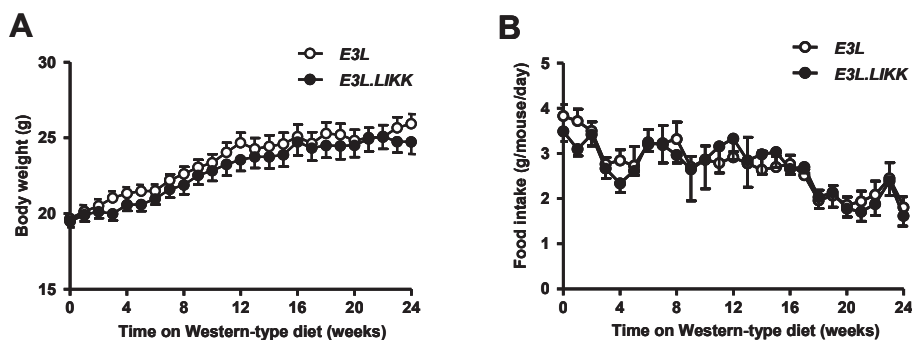 A
E3L
E3L.LIKK
30
25
20
15
Body weight (g)
0 4 8 12 16 20 24
Time on Western-type diet (weeks)
B
E3L
E3L.LIKK
5
4
3
2
1
0
Food intake (g/mouse/day)
0 4 8 12 16 20 24
Time on Western-type diet (weeks)